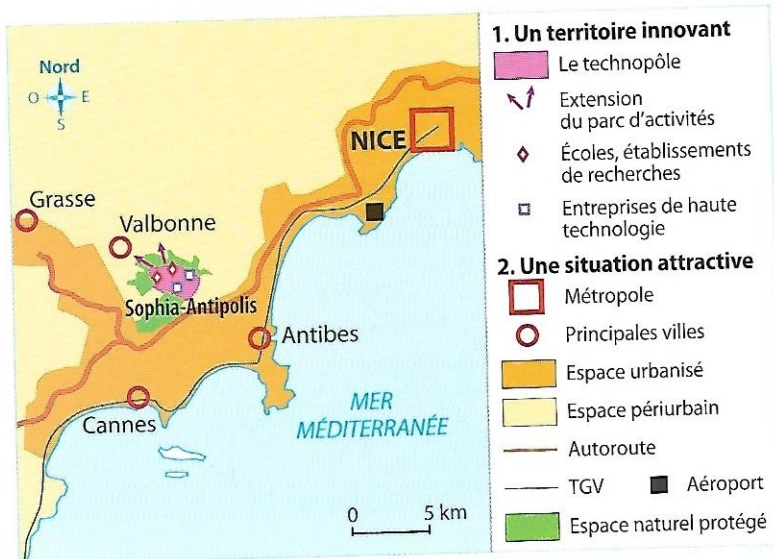 Nord
O
E
S
NICE
Grasse
Valbonne
Sophia-Antipolis
Antibes
Cannes
MER
MÉDITERRANÉE
0
5 km
1. Un territoire innovant
Le technopôle
Extension
du parc d'activités
Écoles, établissements
de recherches
Entreprises de haute
technologie
2. Une situation attractive
Métropole
Principales villes
Espace urbanisé
Espace périurbain
Autoroute
TGV
Aéroport
Espace naturel protégé